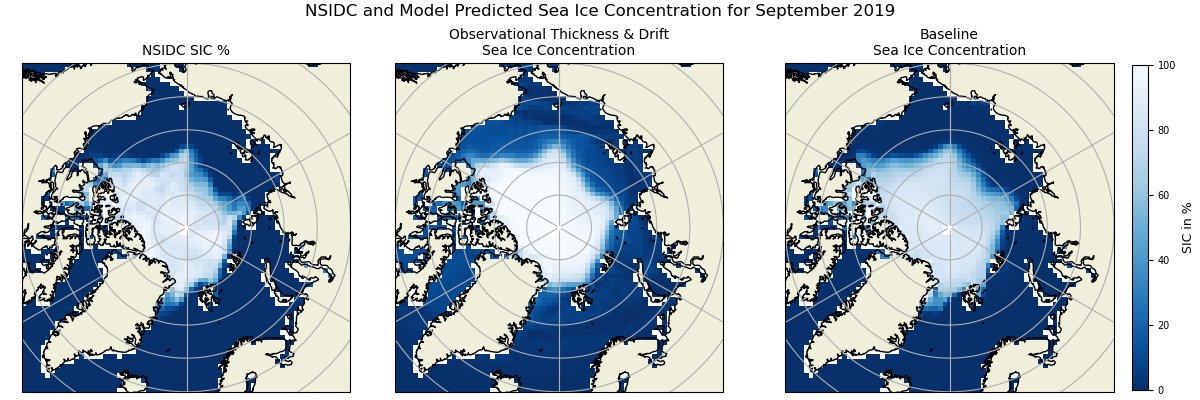 NSIDC and Model Predicted Sea Ice Concentration for September 2019
NSIDC SIC %
Observational Thickness & Drift
Sea Ice Concentration
Baseline
Sea Ice Concentration
100
80
60
40
20
0
SIC in %